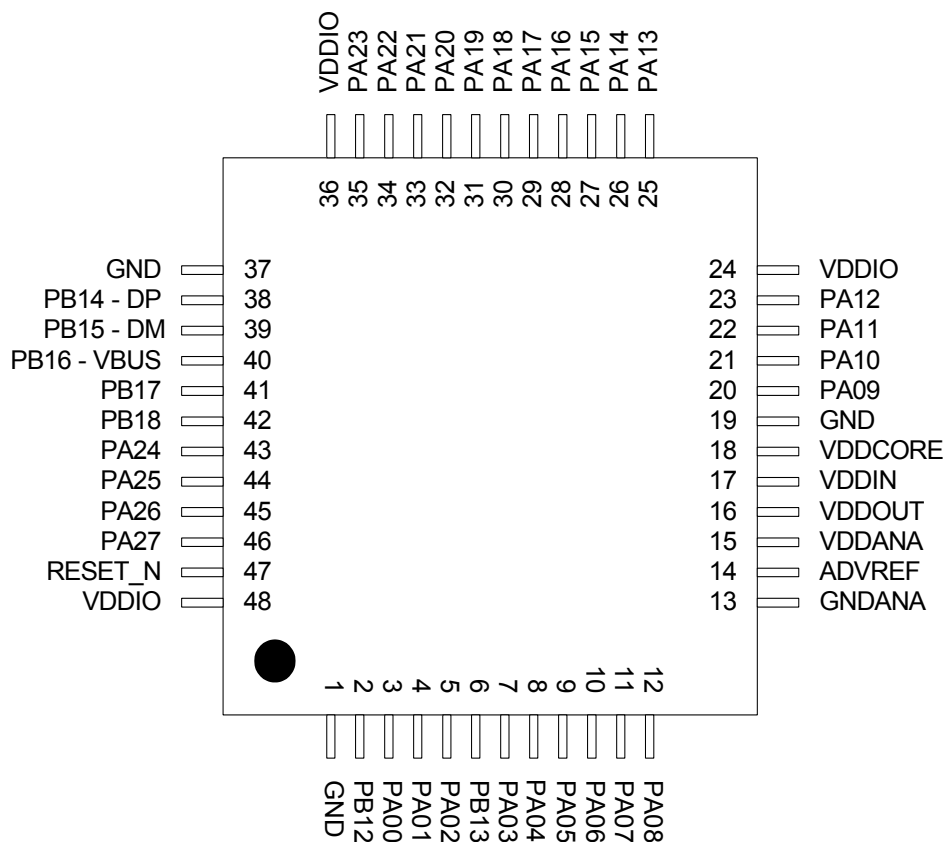 VDDIO
PA23
PA22
PA21
PA20
PA19
PA18
PA17
PA16
PA15
PA14
PA13
36
35
34
33
32
31
30
29
28
27
26
25
GND 37
PB14 - DP 38
PB15 - DM 39
PB16 - VBUS 40
PB17 41
PB18 42
PA24 43
PA25 44
PA26 45
PA27 46
RESET_N 47
VDDIO 48
24 VDDIO
23 PA12
22 PA11
21 PA10
20 PA09
19 GND
18 VDDCORE
17 VDDIN
16 VDDOUT
15 VDDANA
14 ADVREF
13 GNDANA
1
2
3
4
5
6
7
8
9
10
11
12
GND
PB12
PA00
PA01
PA02
PB13
PA03
PA04
PA05
PA06
PA07
PA08